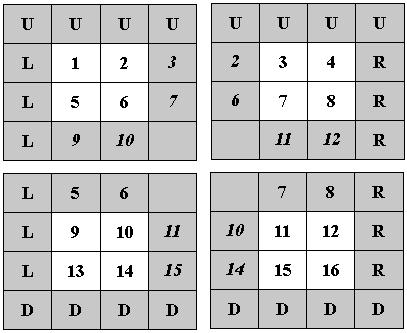 U U U U
L 1 2 3
L 5 6 7
L 9 10
U U U U
2 3 4 R
6 7 8 R
11 12 R
L 5 6
L 9 10 11
L 13 14 15
D D D D
7 8 R
10 11 12 R
14 15 16 R
D D D D